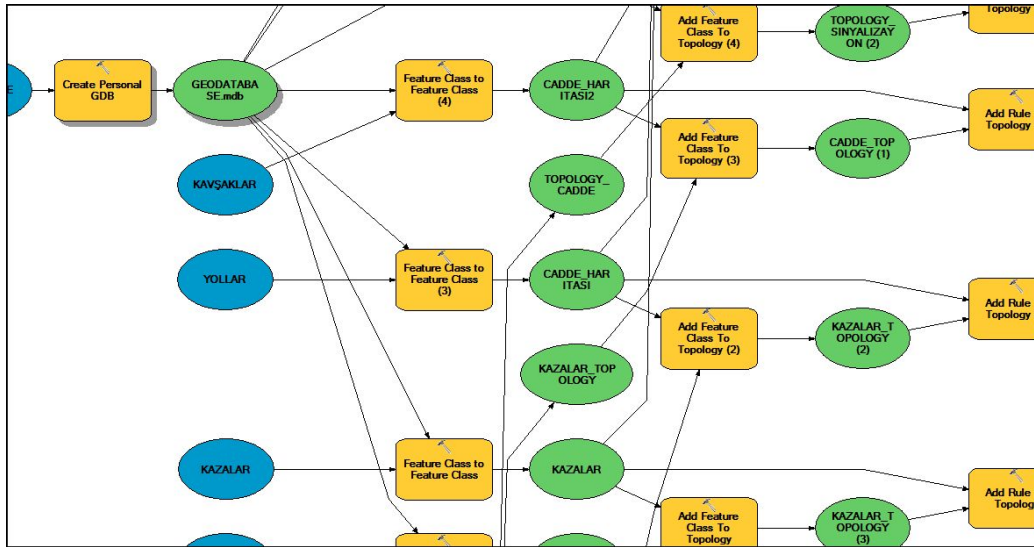 Add Feature
Class To
Topology (4)
TOPOLOGY_
SINYALIZAY
ON (2)
Topology
E
Create Personal
GDB
GEODATABA
SE.mdb
Feature Class to
Feature Class
(4)
CADDE_HAR
ITASI2
Add Rule
Topology
Add Feature
Class To
Topology (3)
CADDE_TOP
OLOGY (1)
KAVŞAKLAR
TOPOLOGY_
CADDE
YOLLAR
Feature Class to
Feature Class
(3)
CADDE_HAR
ITASI
Add Rule
Topology
Add Feature
Class To
Topology (2)
KAZALAR_T
OPOLOGY
(2)
KAZALAR_TOP
OLOGY
KAZALAR
Feature Class to
Feature Class
KAZALAR
Add Rule
Topolog
Add Feature
Class To
Topology
KAZALAR_T
OPOLOGY
(3)